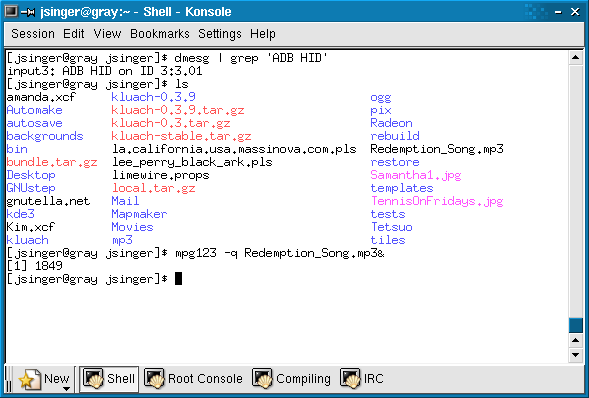 jsinger@gray:~ - Shell - Konsole
Session Edit View Bookmarks Settings Help
[jsinger@gray jsinger]$ dmesg | grep 'ADB HID'
input3: ADB HID on ID 3:3.01
[jsinger@gray jsinger]$ ls
amanda.xcf kluach-0.3.9 ogg
Automake kluach-0.3.9.tar.gz pix
autosave kluach-0.3.tar.gz Radeon
backgrounds kluach-stable.tar.gz rebuild
bin la.california.usa.massinova.com.pls Redemption_Song.mp3
bundle.tar.gz lee_perry_black_ark.pls restore
Desktop limewire.props Samantha1.jpg
GNUstep local.tar.gz templates
gnutella.net Mail TennisOnFridays.jpg
kde3 Mapmaker tests
Kim.xcf Movies Tetsuo
kluach mp3 tiles
[jsinger@gray jsinger]$ mpg123 -q Redemption_Song.mp3&
[1] 1849
[jsinger@gray jsinger]$
New Shell Root Console Compiling IRC